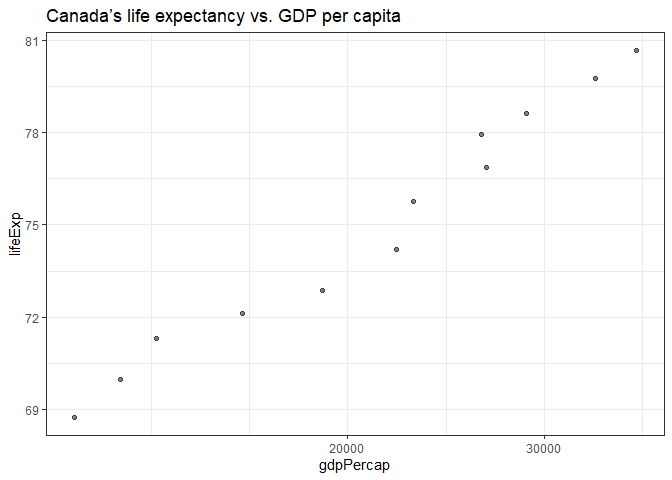 Canada’s life expectancy vs. GDP per capita
81
78
75
72
69
lifeExp
20000 30000
gdpPercap